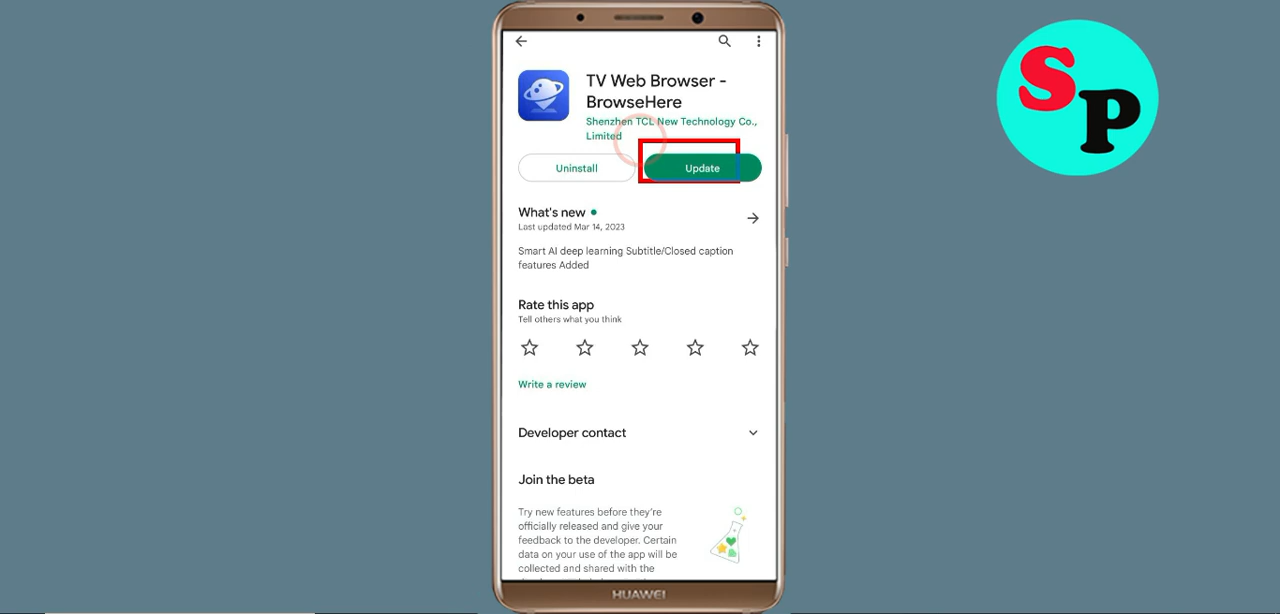 SP
TV Web Browser -
BrowseHere
Shenzhen TCL New Technology Co.,
Limited
Uninstall
Update
What's new
Last updated Mar 14, 2023
Smart AI deep learning Subtitle/Closed caption
features Added
Rate this app
Tell others what you think
Write a review
Developer contact
Join the beta
Try new features before they're
officially released and give your
feedback to the developer. Certain
data on your use of the app will be
collected and shared with the
HUAWEI